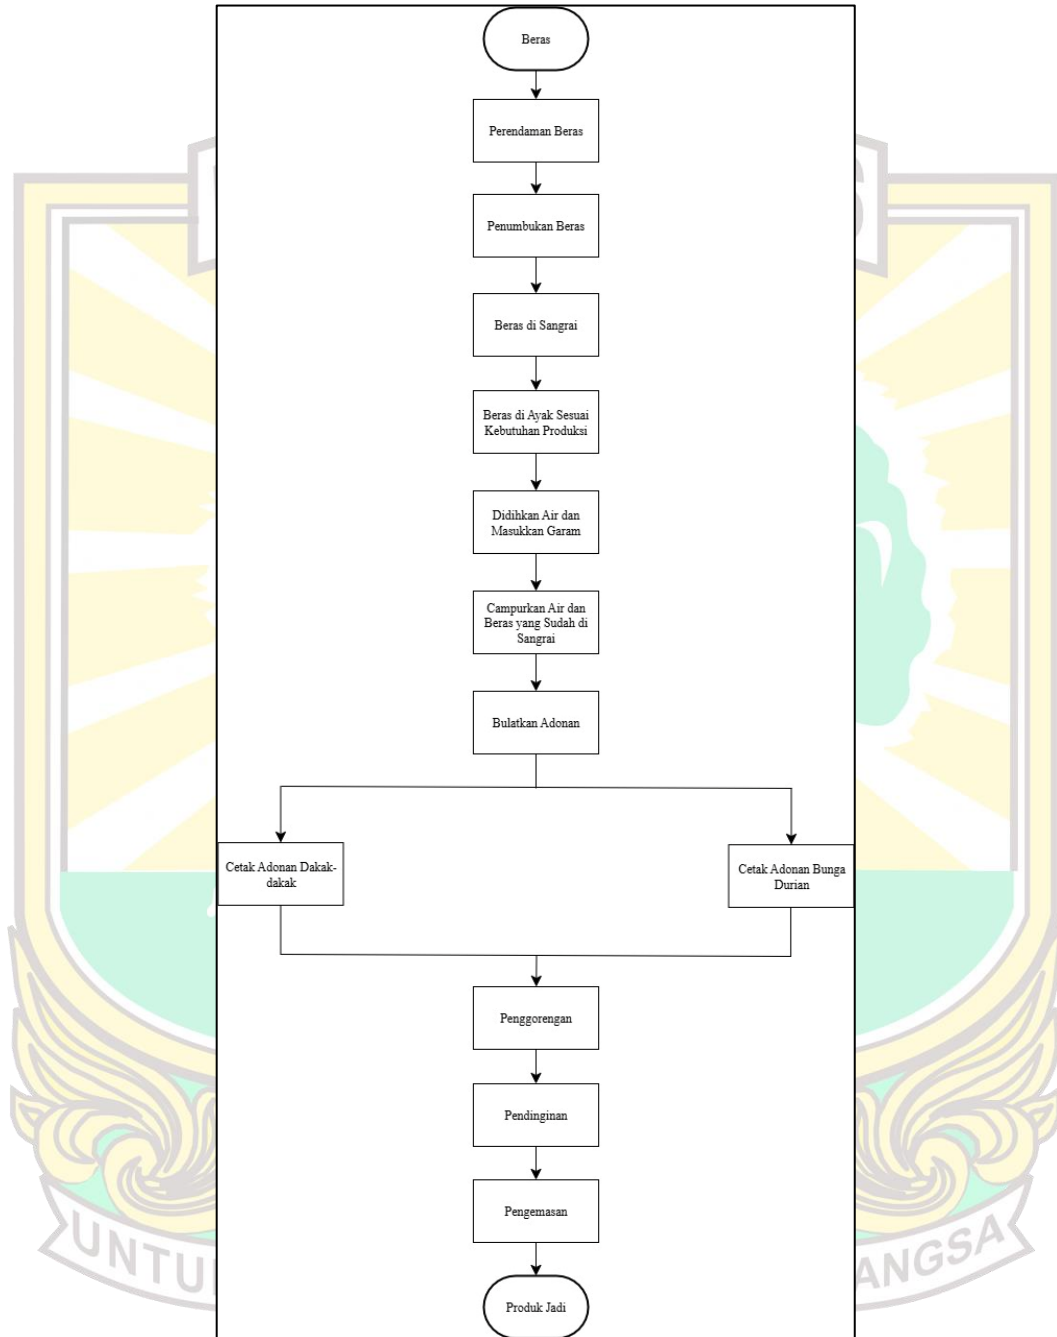 Beras
Perendaman Beras
Penumbukan Beras
Beras di Sangrai
Beras di Ayak Sesuai
Kebutuhan Produksi
Didihkan Air dan
Masukkan Garam
Campurkan Air dan
Beras yang Sudah di
Sangrai
Bulatkan Adonan
Cetak Adonan Dakak-
dakak
Cetak Adonan Bunga
Durian
Penggorengan
Pendinginan
Pengemasan
Produk Jadi